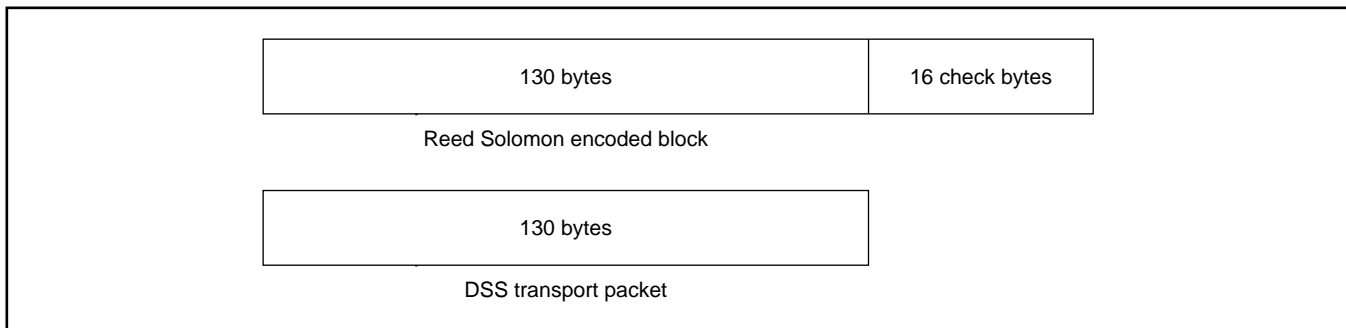 130 bytes
16 check bytes
Reed Solomon encoded block
130 bytes
DSS transport packet